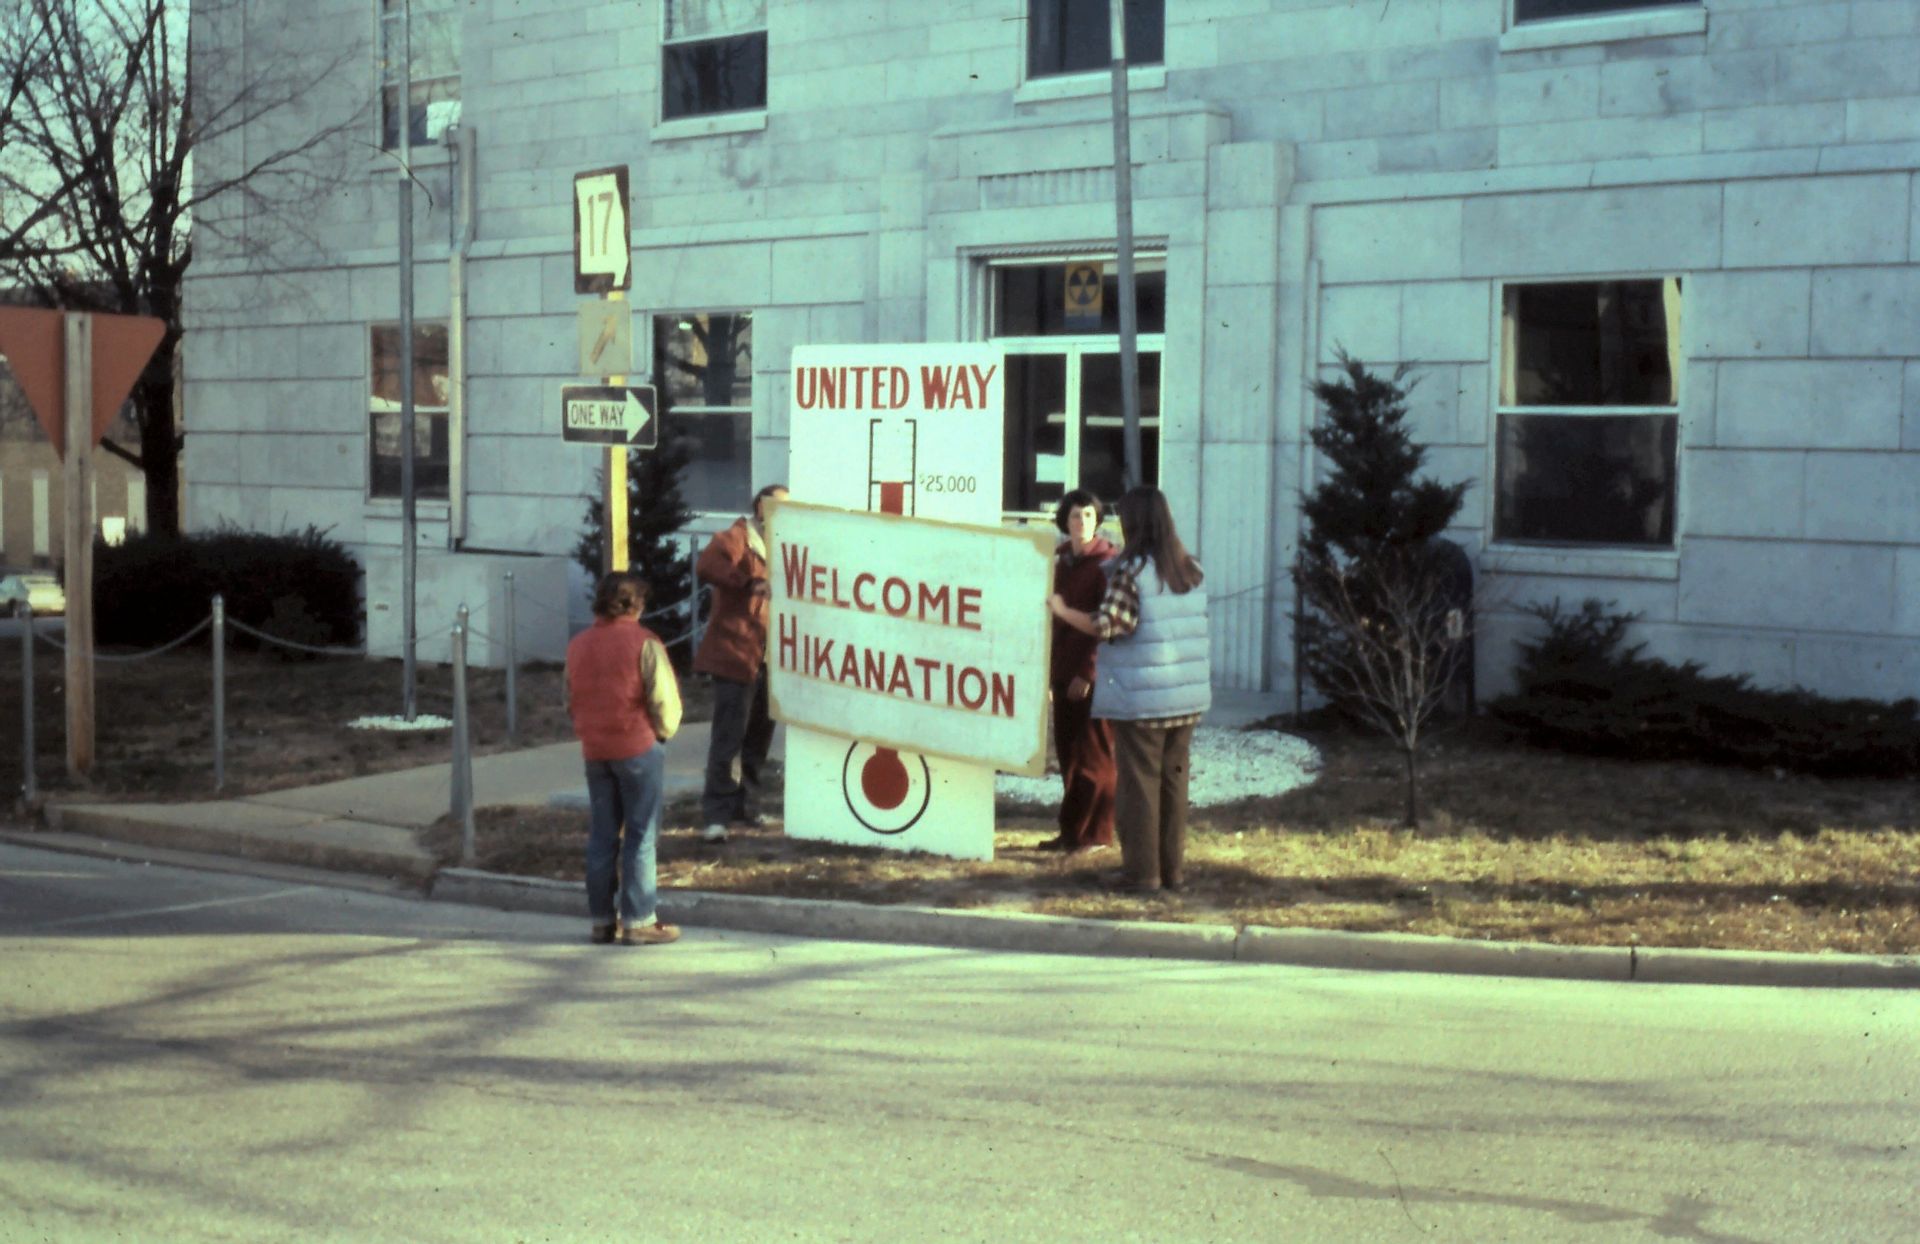 17
ONE WAY
UNITED WAY
$25,000
WELCOME
HIKANATION